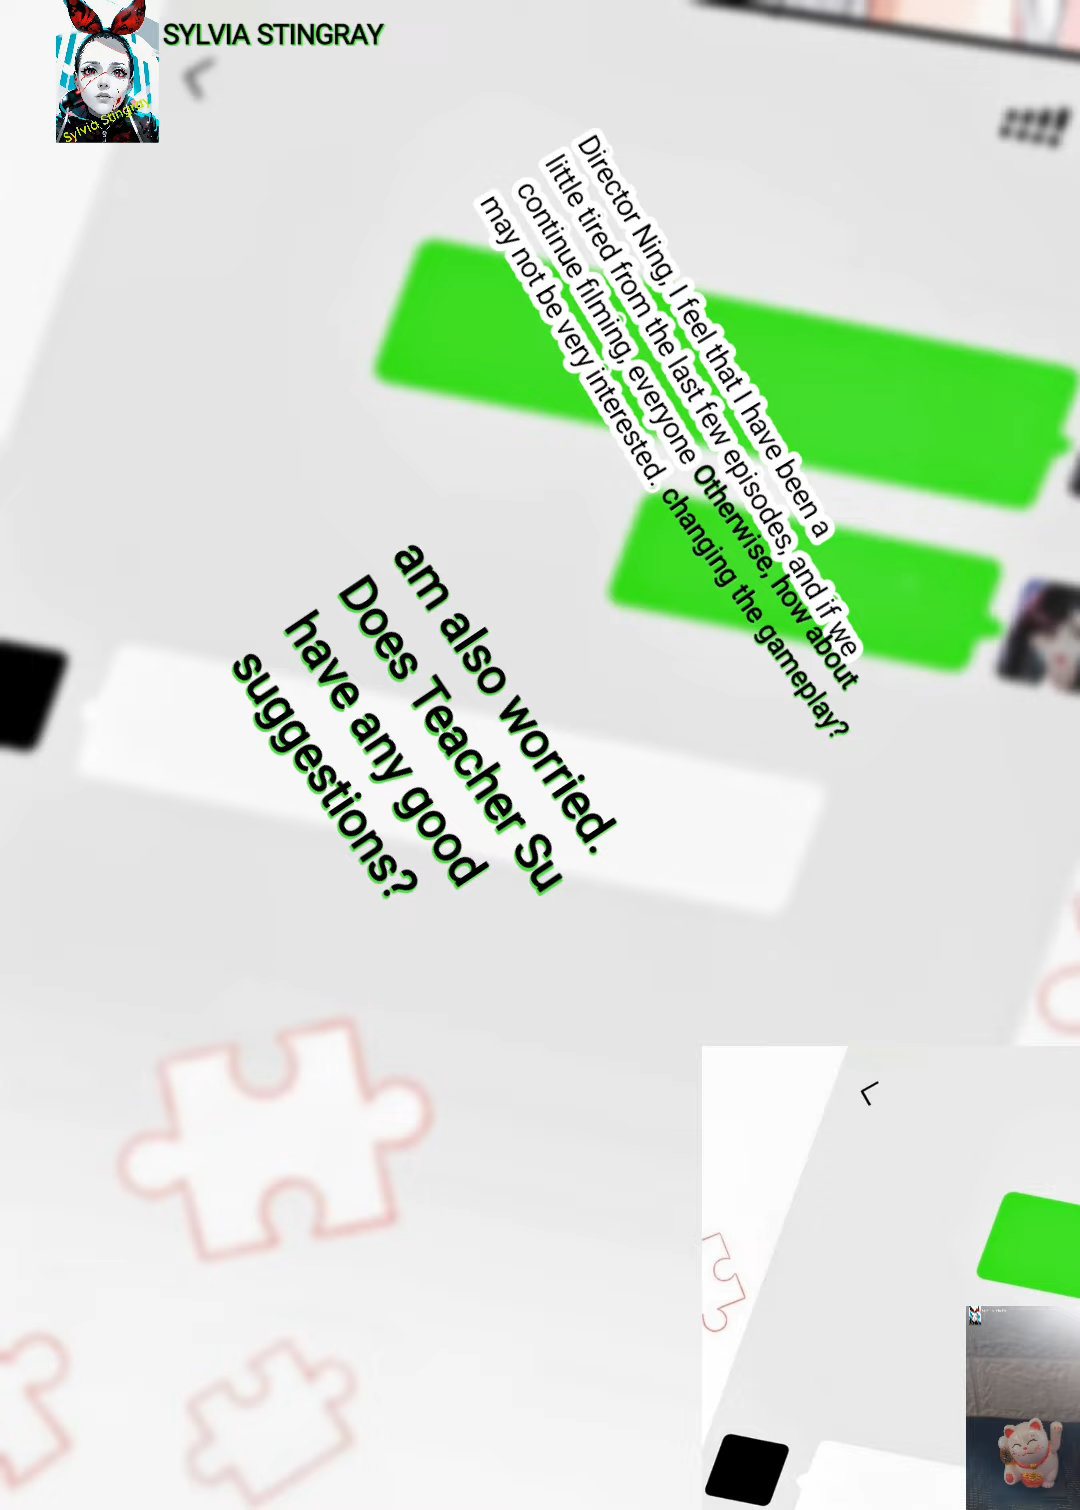 SYLVIA STINGRAY
Sylvia Stingray
Director Ning, I feel that I have been a
little tired from the last few episodes, and if we
continue filming, everyone
may not be very interested.
Otherwise, how about
changing the gameplay?
am also worried.
Does Teacher Su
have any good
suggestions?